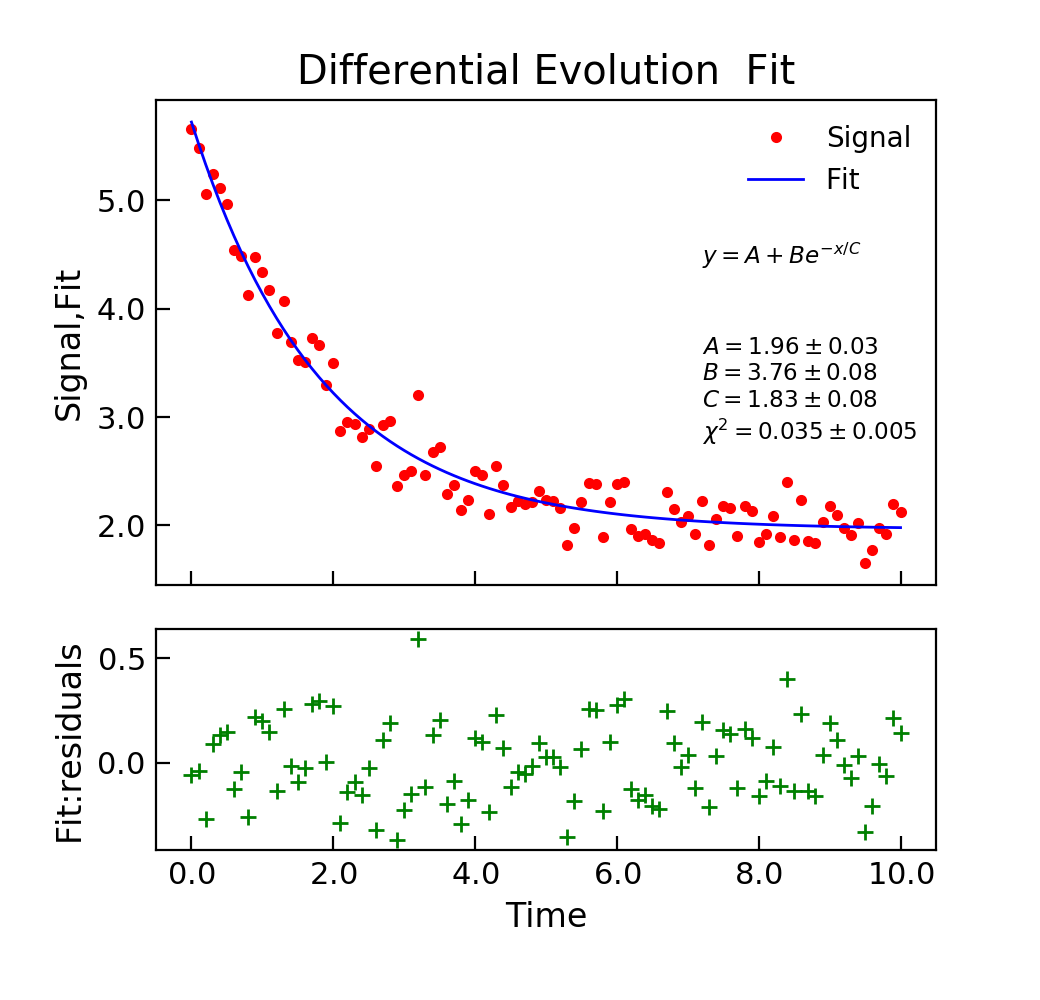 Differential Evolution  Fit
Signal
Fit
y = A + Be^{-x/C}
A = 1.96 ± 0.03
B = 3.76 ± 0.08
C = 1.83 ± 0.08
χ² = 0.035 ± 0.005
Signal,Fit
5.0
4.0
3.0
2.0
Fit:residuals
0.5
0.0
0.0 2.0 4.0 6.0 8.0 10.0
Time